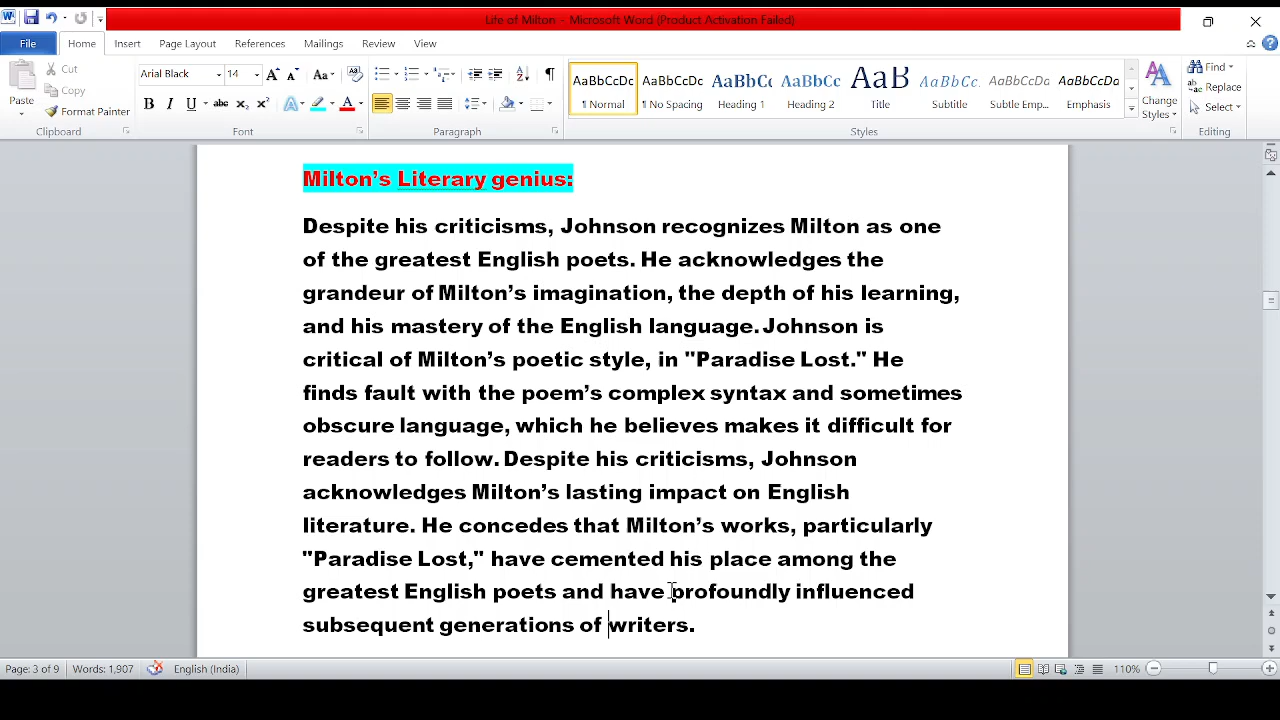 Life of Milton - Microsoft Word (Product Activation Failed)
File Home Insert Page Layout References Mailings Review View
Cut
Copy
Format Painter
Paste
Clipboard
Arial Black 14
Font
Paragraph
AaBbCcDc AaBbCcDc AaBbC AaBbCc AaB AaBbCc. AaBbCcDc AaBbCcDc
¶ Normal ¶ No Spacing Heading 1 Heading 2 Title Subtitle Subtle Emp... Emphasis
Change
Styles
Styles
Find
Replace
Select
Editing
Milton’s Literary genius:
Despite his criticisms, Johnson recognizes Milton as one
of the greatest English poets. He acknowledges the
grandeur of Milton’s imagination, the depth of his learning,
and his mastery of the English language. Johnson is
critical of Milton’s poetic style, in "Paradise Lost." He
finds fault with the poem’s complex syntax and sometimes
obscure language, which he believes makes it difficult for
readers to follow. Despite his criticisms, Johnson
acknowledges Milton’s lasting impact on English
literature. He concedes that Milton’s works, particularly
"Paradise Lost," have cemented his place among the
greatest English poets and have profoundly influenced
subsequent generations of writers.
Page: 3 of 9 Words: 1,907 English (India) 110%